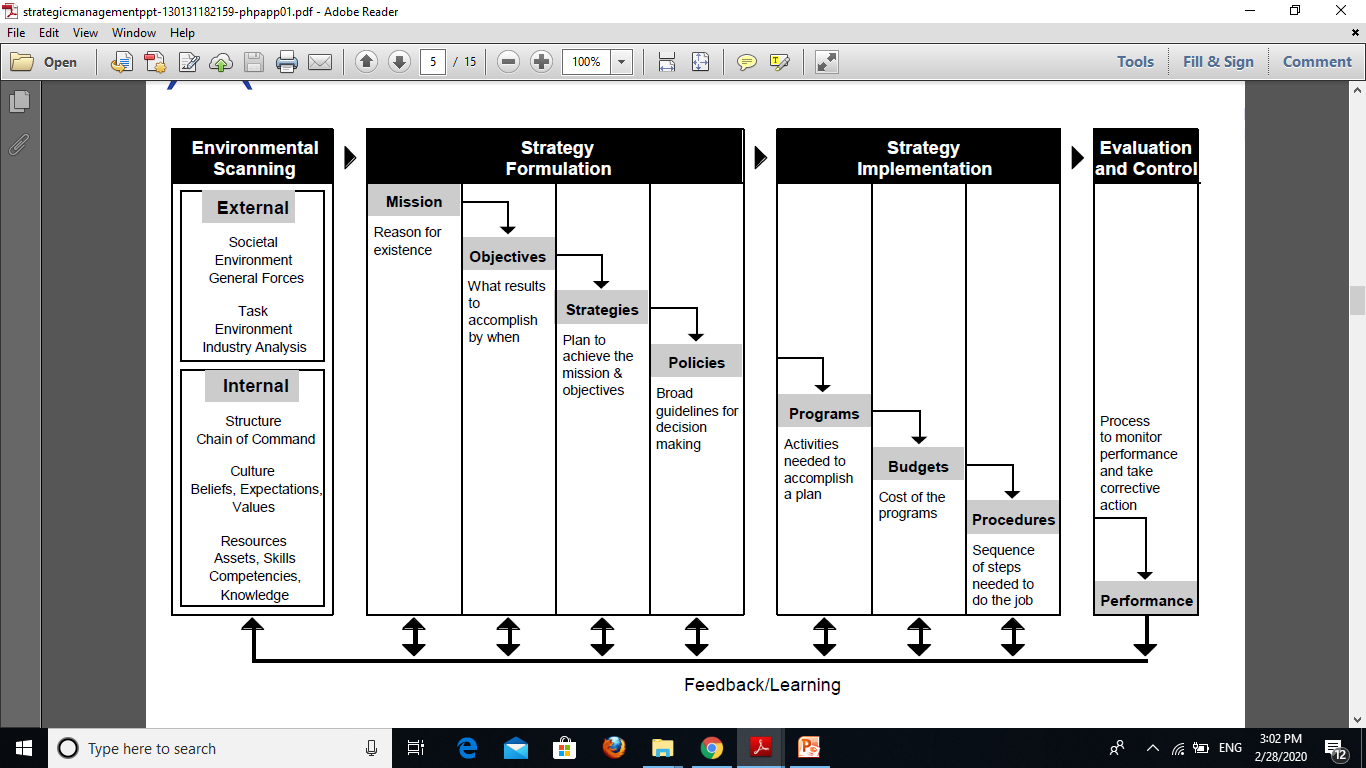 strategicmanagementppt-130131182159-phpapp01.pdf - Adobe Reader
File Edit View Window Help
Open 5 / 15 100% Tools Fill & Sign Comment
Environmental
Scanning
Strategy
Formulation
Strategy
Implementation
Evaluation
and Control
External
Societal
Environment
General Forces
Task
Environment
Industry Analysis
Internal
Structure
Chain of Command
Culture
Beliefs, Expectations,
Values
Resources
Assets, Skills
Competencies,
Knowledge
Mission
Reason for
existence
Objectives
What results
to
accomplish
by when
Strategies
Plan to
achieve the
mission &
objectives
Policies
Broad
guidelines for
decision
making
Programs
Activities
needed to
accomplish
a plan
Budgets
Cost of the
programs
Procedures
Sequence
of steps
needed to
do the job
Process
to monitor
performance
and take
corrective
action
Performance
Feedback/Learning
Type here to search
ENG
3:02 PM
2/28/2020
12